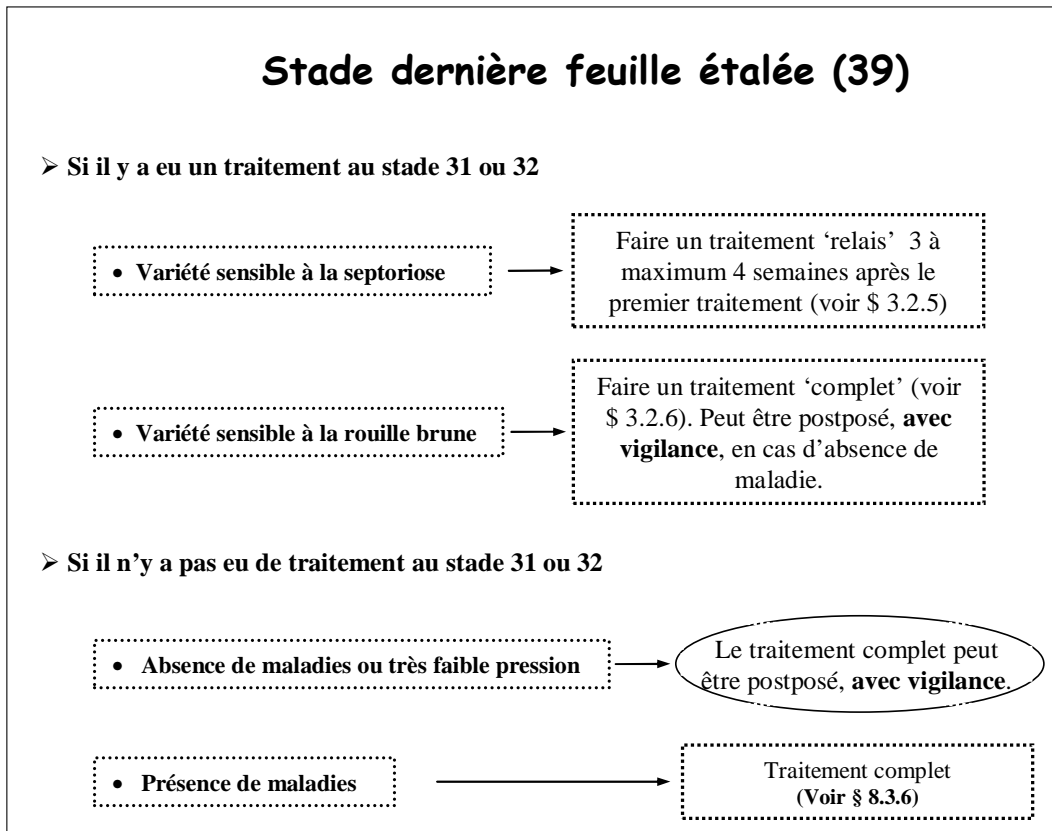 Stade dernière feuille étalée (39)
➢ Si il y a eu un traitement au stade 31 ou 32
• Variété sensible à la septoriose
Faire un traitement ‘relais’ 3 à
maximum 4 semaines après le
premier traitement (voir $ 3.2.5)
• Variété sensible à la rouille brune
Faire un traitement ‘complet’ (voir
$ 3.2.6). Peut être postposé, avec
vigilance, en cas d’absence de
maladie.
➢ Si il n’y a pas eu de traitement au stade 31 ou 32
• Absence de maladies ou très faible pression
Le traitement complet peut
être postposé, avec vigilance.
• Présence de maladies
Traitement complet
(Voir § 8.3.6)